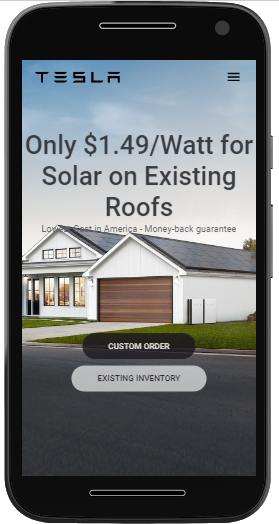 TESLA
Only $1.49/Watt for
Solar on Existing
Roofs
Lowest Cost in America - Money-back guarantee
CUSTOM ORDER
EXISTING INVENTORY